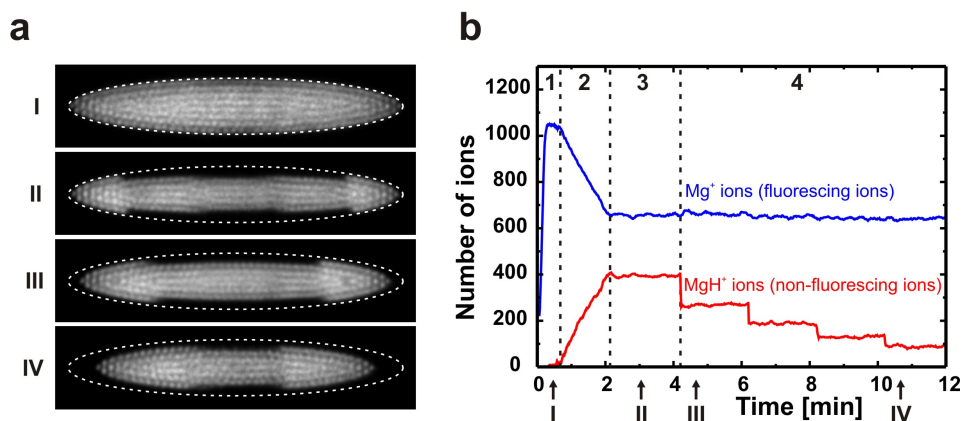 a
I
II
III
IV
b
Number of ions
1300
1200
1000
800
600
400
200
0
1 2 3 4
Mg⁺ ions (fluorescing ions)
MgH⁺ ions (non-fluorescing ions)
0 2 4 6 8 10 12
Time [min]
I II III IV